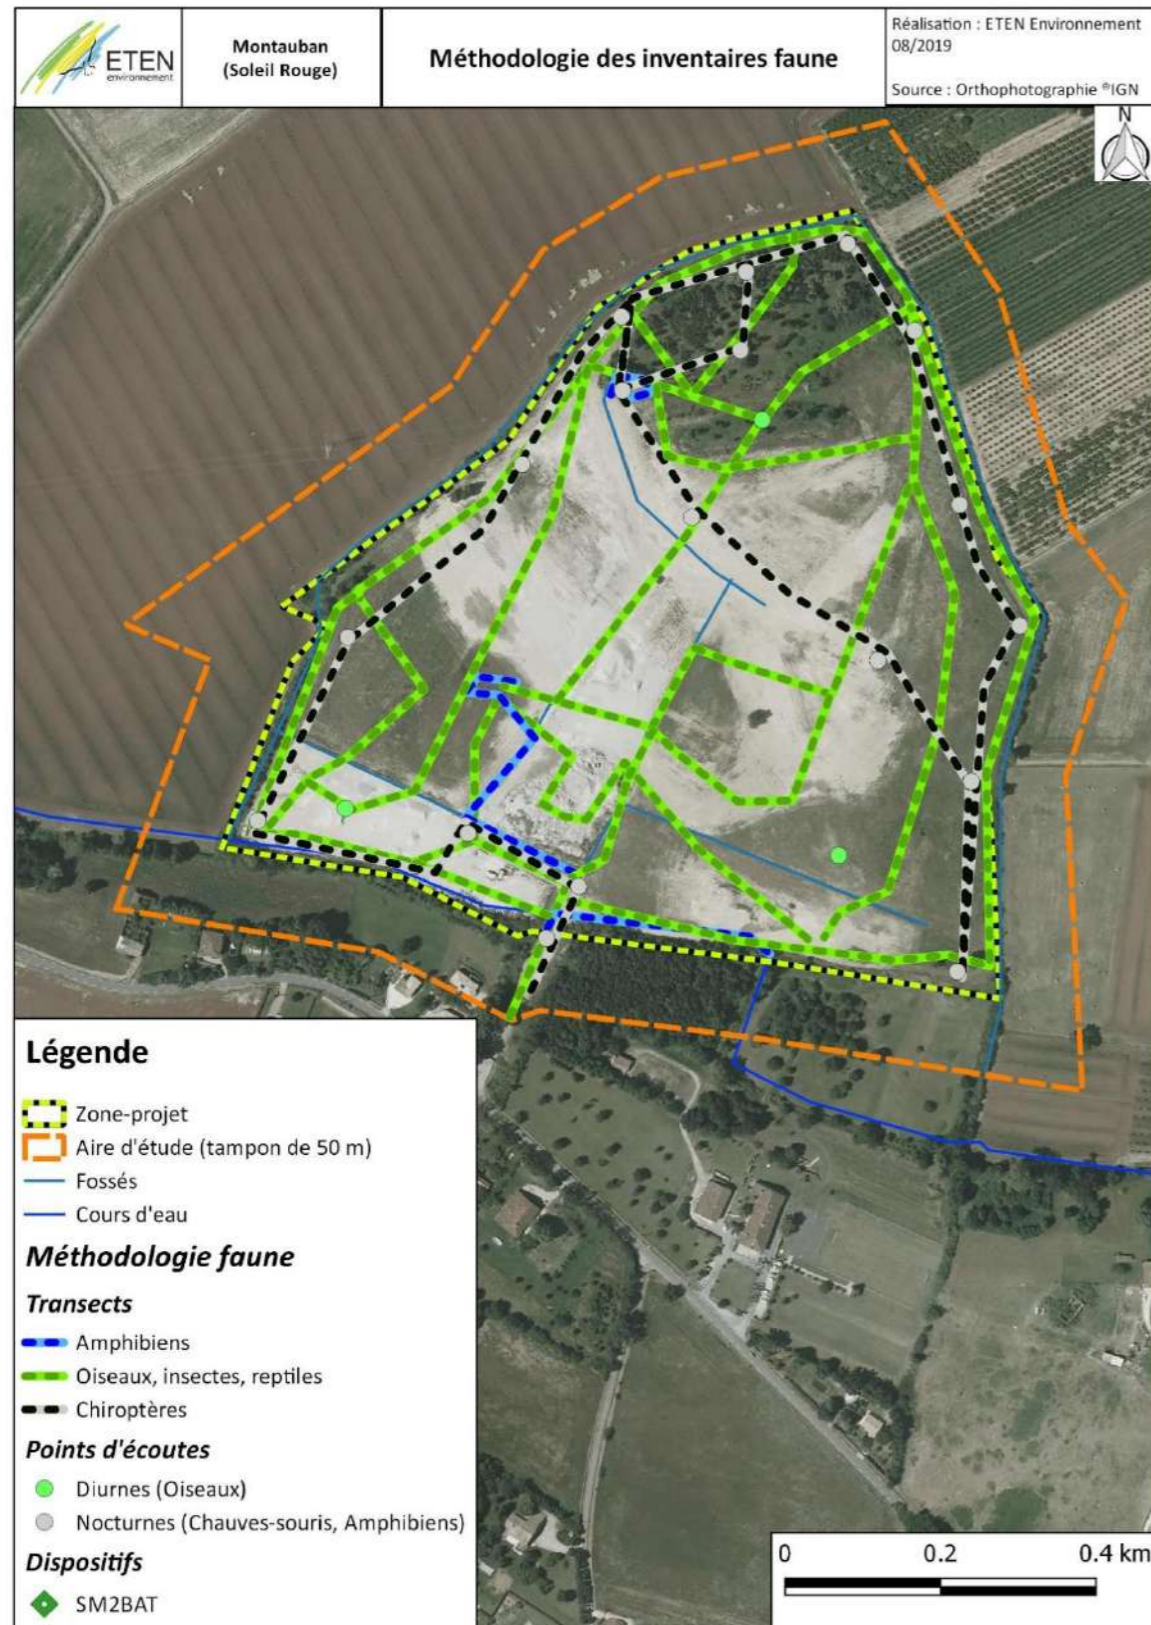 ETEN
environnement
Montauban
(Soleil Rouge)
Méthodologie des inventaires faune
Réalisation : ETEN Environnement
08/2019
Source : Orthophotographie ®IGN
N
Légende
Zone-projet
Aire d'étude (tampon de 50 m)
Fossés
Cours d'eau
Méthodologie faune
Transects
Amphibiens
Oiseaux, insectes, reptiles
Chiroptères
Points d'écoutes
Diurnes (Oiseaux)
Nocturnes (Chauves-souris, Amphibiens)
Dispositifs
SM2BAT
0 0.2 0.4 km